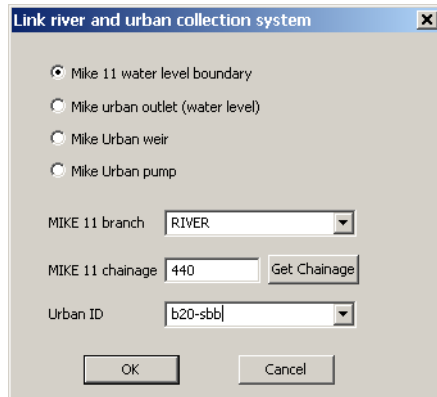 Link river and urban collection system
Mike 11 water level boundary
Mike urban outlet (water level)
Mike Urban weir
Mike Urban pump
MIKE 11 branch RIVER
MIKE 11 chainage 440 Get Chainage
Urban ID b20-sbb
OK Cancel